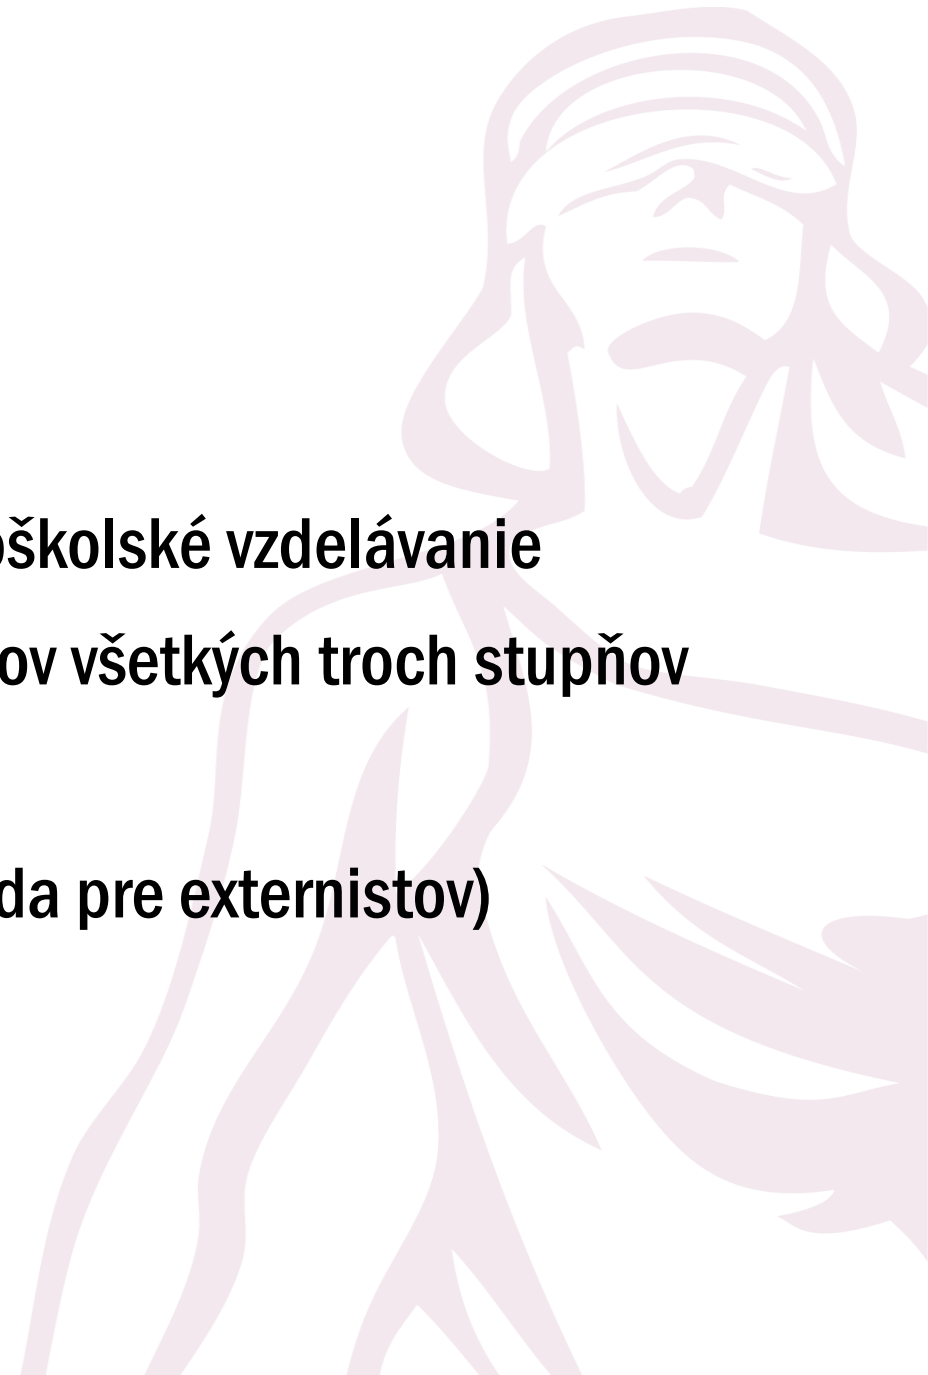 oškolské vzdelávanie
ov všetkých troch stupňov
da pre externistov)